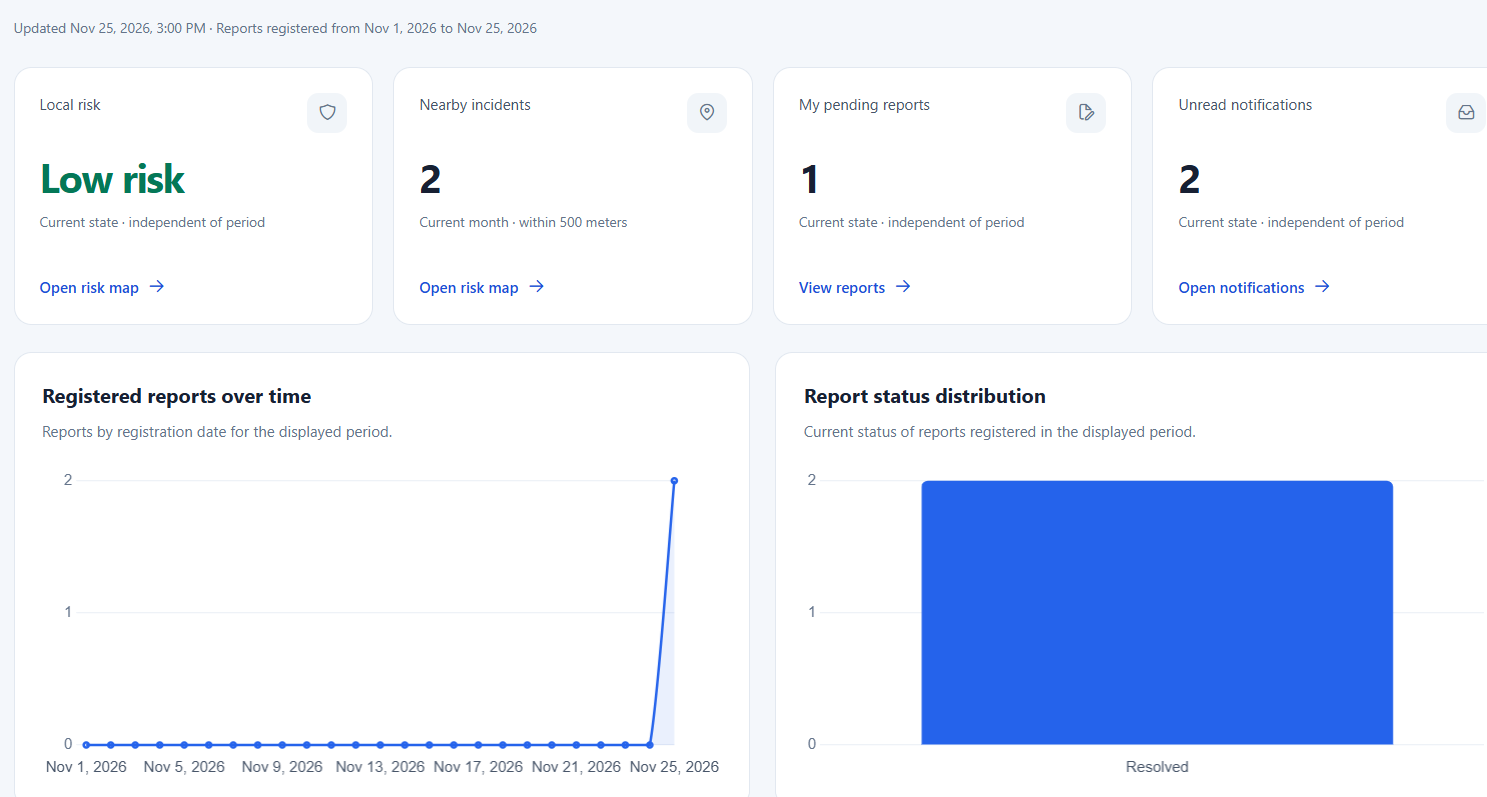 Updated Nov 25, 2026, 3:00 PM · Reports registered from Nov 1, 2026 to Nov 25, 2026
Local risk
Low risk
Current state · independent of period
Open risk map →
Nearby incidents
2
Current month · within 500 meters
Open risk map →
My pending reports
1
Current state · independent of period
View reports →
Unread notifications
2
Current state · independent of period
Open notifications →
Registered reports over time
Reports by registration date for the displayed period.
2
1
0
Nov 1, 2026 Nov 5, 2026 Nov 9, 2026 Nov 13, 2026 Nov 17, 2026 Nov 21, 2026 Nov 25, 2026
Report status distribution
Current status of reports registered in the displayed period.
2
1
0
Resolved